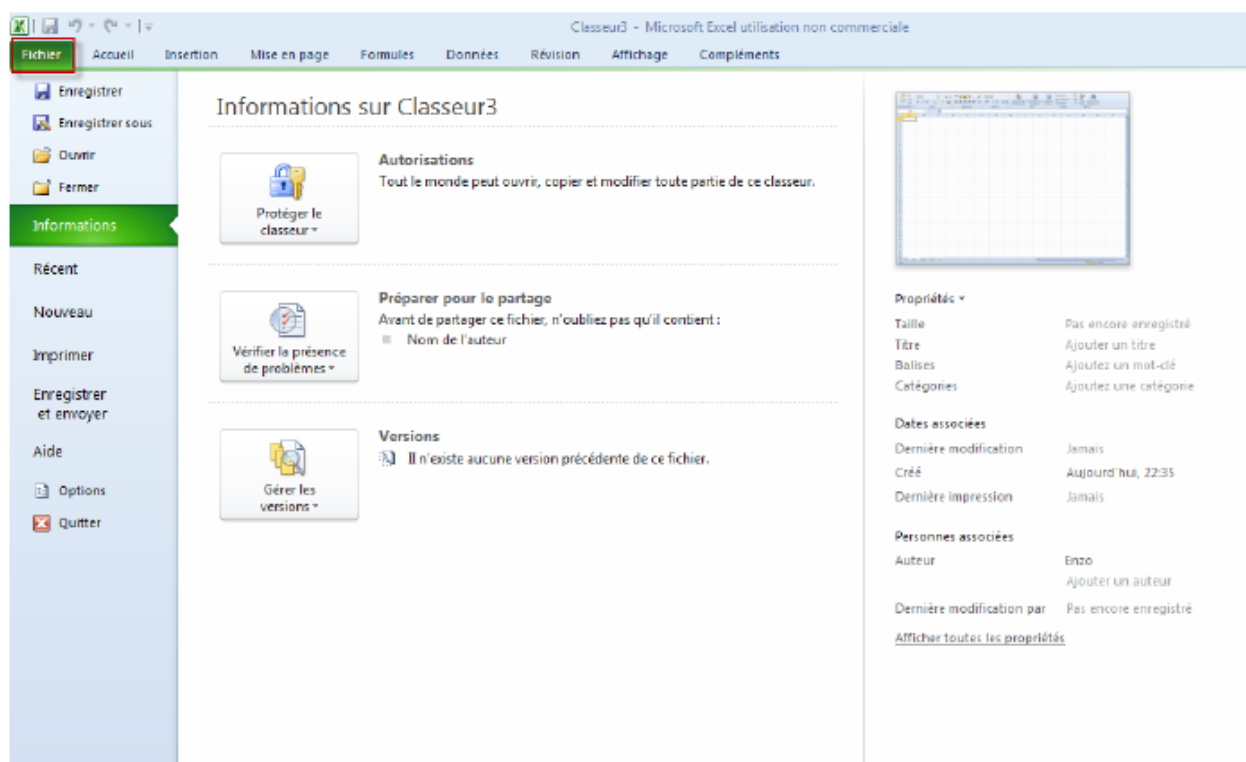 Classeur3 - Microsoft Excel utilisation non commerciale
Fichier Accueil Insertion Mise en page Formules Données Révision Affichage Compléments
Enregistrer
Enregistrer sous
Ouvrir
Fermer
Informations
Récent
Nouveau
Imprimer
Enregistrer
et envoyer
Aide
Options
Quitter
Informations sur Classeur3
Protéger le
classeur
Autorisations
Tout le monde peut ouvrir, copier et modifier toute partie de ce classeur.
Vérifier la présence
de problèmes
Préparer pour le partage
Avant de partager ce fichier, n'oubliez pas qu'il contient :
Nom de l'auteur
Gérer les
versions
Versions
Il n'existe aucune version précédente de ce fichier.
Propriétés
Taille Pas encore enregistré
Titre Ajouter un titre
Balises Ajoutez un mot-clé
Catégories Ajoutez une catégorie
Dates associées
Dernière modification Jamais
Créé Aujourd'hui, 22:35
Dernière impression Jamais
Personnes associées
Auteur Enzo
Ajouter un auteur
Dernière modification par Pas encore enregistré
Afficher toutes les propriétés